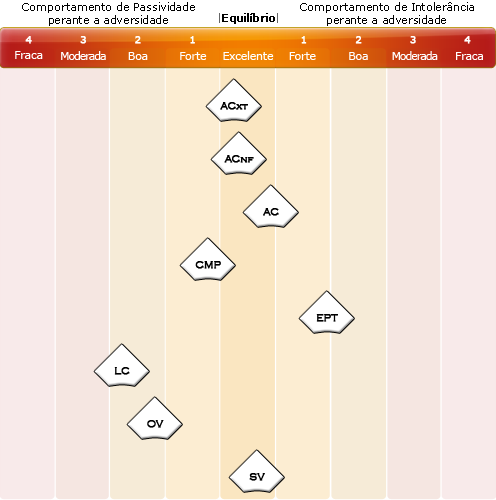 Comportamento de Passividade
perante a adversidade
|Equilíbrio|
Comportamento de Intolerância
perante a adversidade
4 3 2 1 1 2 3 4
Fraca Moderada Boa Forte Excelente Forte Boa Moderada Fraca
ACXT
ACNF
AC
CMP
EPT
LC
OV
SV